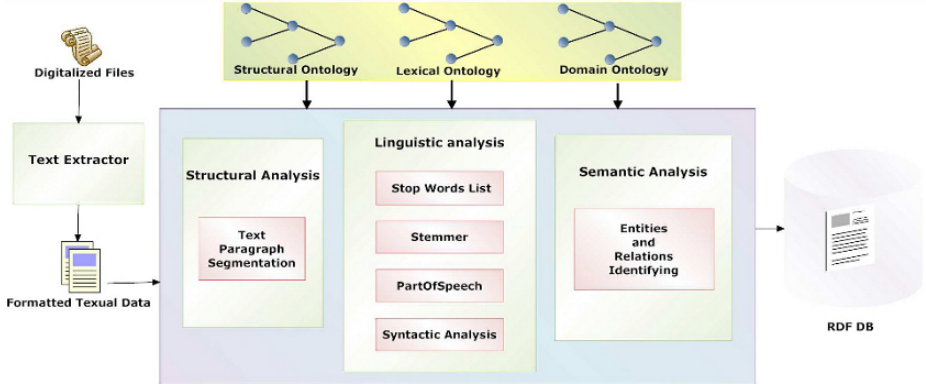 Digitalized Files
Text Extractor
Formatted Texual Data
Structural Ontology
Lexical Ontology
Domain Ontology
Structural Analysis
Text
Paragraph
Segmentation
Linguistic analysis
Stop Words List
Stemmer
PartOfSpeech
Syntactic Analysis
Semantic Analysis
Entities
and
Relations
Identifying
RDF DB